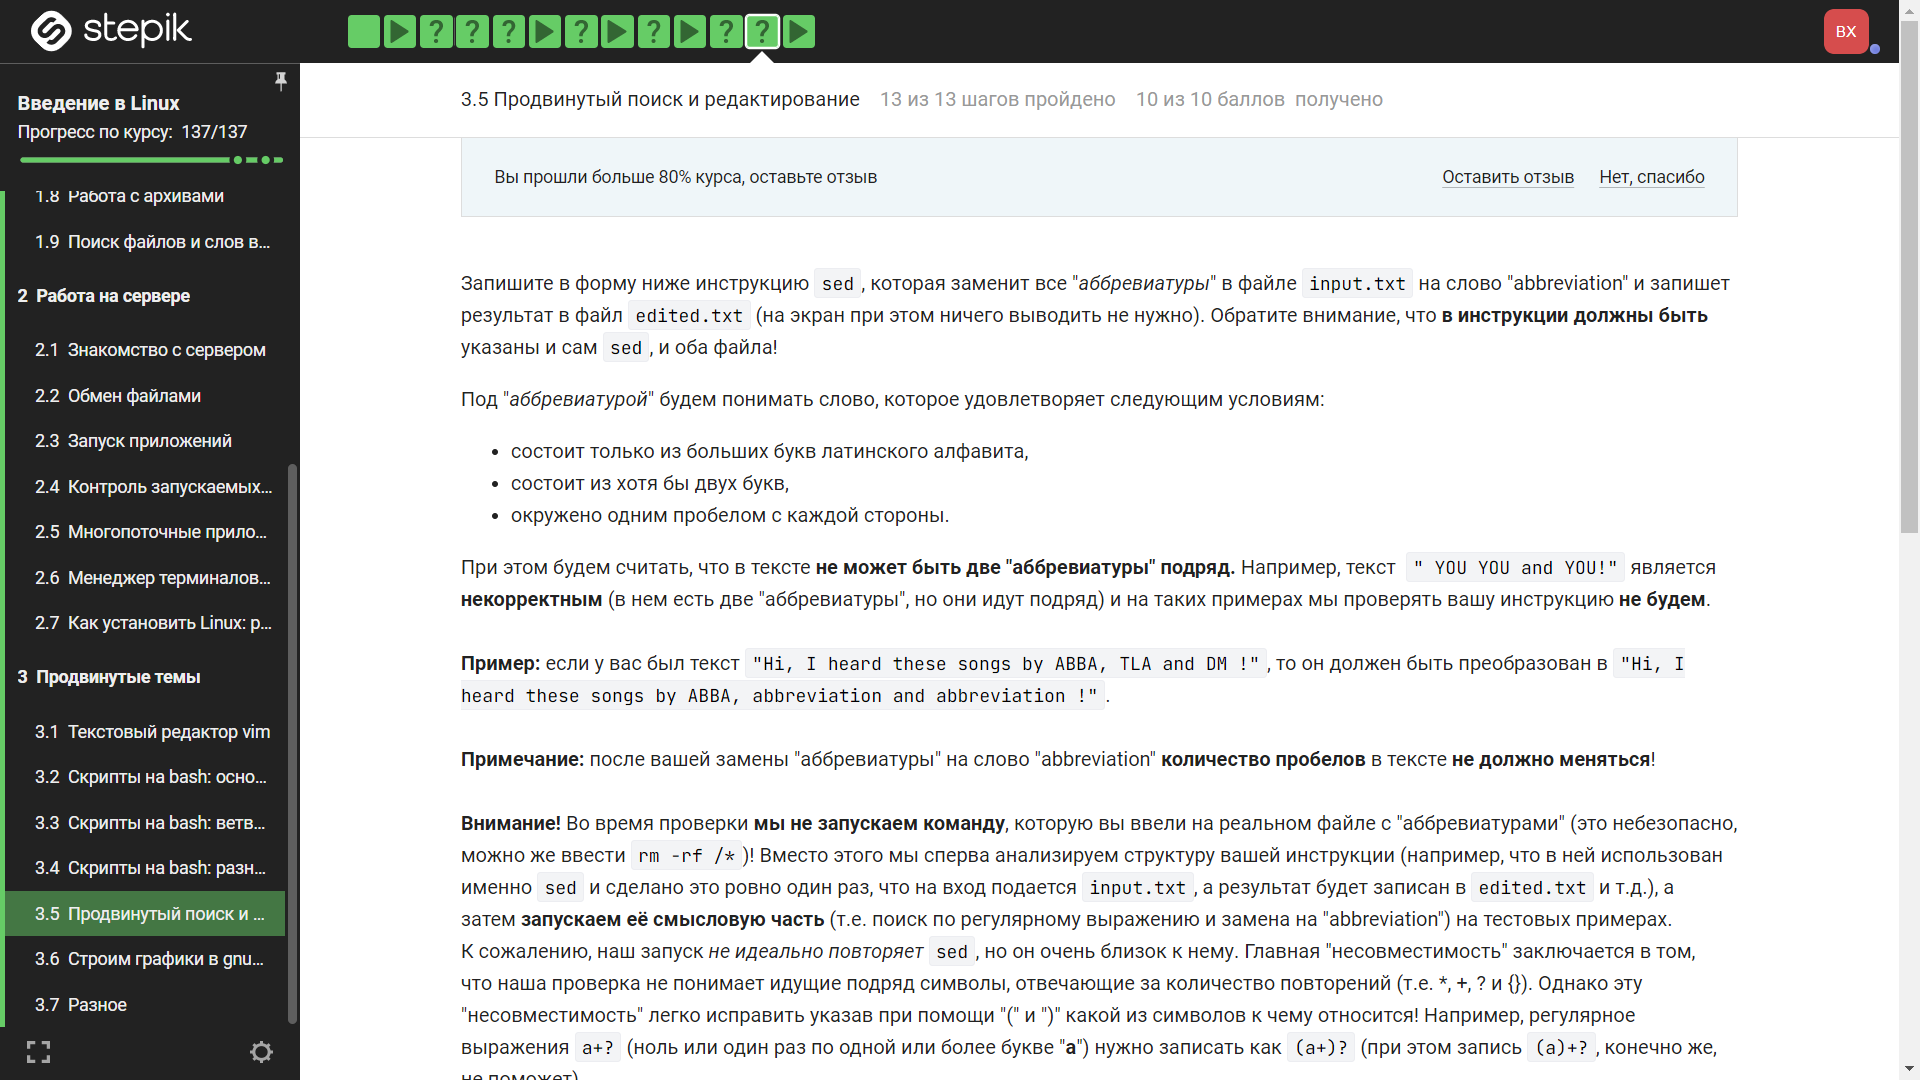 stepik
? ? ? ? ? ? ?
BX
Введение в Linux
Прогресс по курсу: 137/137
1.8 Работа с архивами
1.9 Поиск файлов и слов в...
2 Работа на сервере
2.1 Знакомство с сервером
2.2 Обмен файлами
2.3 Запуск приложений
2.4 Контроль запускаемых...
2.5 Многопоточные прило...
2.6 Менеджер терминалов...
2.7 Как установить Linux: р...
3 Продвинутые темы
3.1 Текстовый редактор vim
3.2 Скрипты на bash: осно...
3.3 Скрипты на bash: ветв...
3.4 Скрипты на bash: разн...
3.5 Продвинутый поиск и ...
3.6 Строим графики в gnu...
3.7 Разное
3.5 Продвинутый поиск и редактирование 13 из 13 шагов пройдено 10 из 10 баллов получено
Вы прошли больше 80% курса, оставьте отзыв Оставить отзыв Нет, спасибо
Запишите в форму ниже инструкцию sed, которая заменит все "аббревиатуры" в файле input.txt на слово "abbreviation" и запишет
результат в файл edited.txt (на экран при этом ничего выводить не нужно). Обратите внимание, что в инструкции должны быть
указаны и сам sed, и оба файла!
Под "аббревиатурой" будем понимать слово, которое удовлетворяет следующим условиям:
• состоит только из больших букв латинского алфавита,
• состоит из хотя бы двух букв,
• окружено одним пробелом с каждой стороны.
При этом будем считать, что в тексте не может быть две "аббревиатуры" подряд. Например, текст " YOU YOU and YOU!" является
некорректным (в нем есть две "аббревиатуры", но они идут подряд) и на таких примерах мы проверять вашу инструкцию не будем.
Пример: если у вас был текст "Hi, I heard these songs by ABBA, TLA and DM !", то он должен быть преобразован в "Hi, I
heard these songs by ABBA, abbreviation and abbreviation !".
Примечание: после вашей замены "аббревиатуры" на слово "abbreviation" количество пробелов в тексте не должно меняться!
Внимание! Во время проверки мы не запускаем команду, которую вы ввели на реальном файле с "аббревиатурами" (это небезопасно,
можно же ввести rm -rf /*)! Вместо этого мы сперва анализируем структуру вашей инструкции (например, что в ней использован
именно sed и сделано это ровно один раз, что на вход подается input.txt, а результат будет записан в edited.txt и т.д.), а
затем запускаем её смысловую часть (т.е. поиск по регулярному выражению и замена на "abbreviation") на тестовых примерах.
К сожалению, наш запуск не идеально повторяет sed, но он очень близок к нему. Главная "несовместимость" заключается в том,
что наша проверка не понимает идущие подряд символы, отвечающие за количество повторений (т.е. *, +, ? и {}). Однако эту
"несовместимость" легко исправить указав при помощи "(" и ")" какой из символов к чему относится! Например, регулярное
выражения a+? (ноль или один раз по одной или более букве "a") нужно записать как (a+)? (при этом запись (a)+?, конечно же,
не поможет).